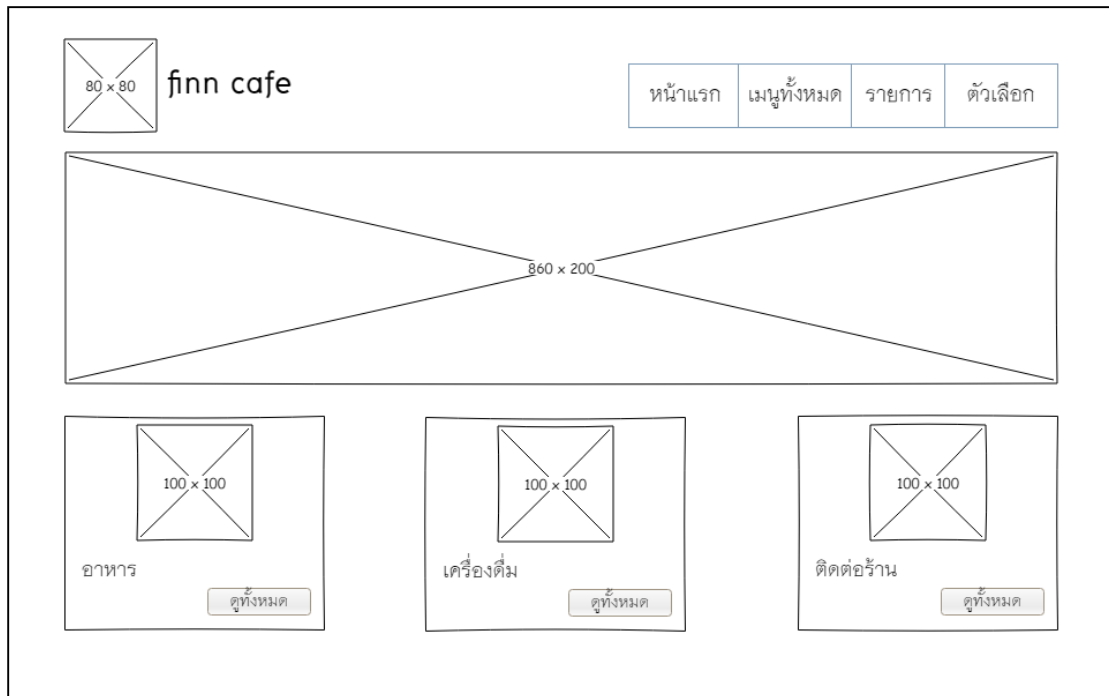 80 x 80
finn cafe
หน้าแรก
เมนูทั้งหมด
รายการ
ตัวเลือก
860 x 200
100 x 100
อาหาร
ดูทั้งหมด
100 x 100
เครื่องดื่ม
ดูทั้งหมด
100 x 100
ติดต่อร้าน
ดูทั้งหมด